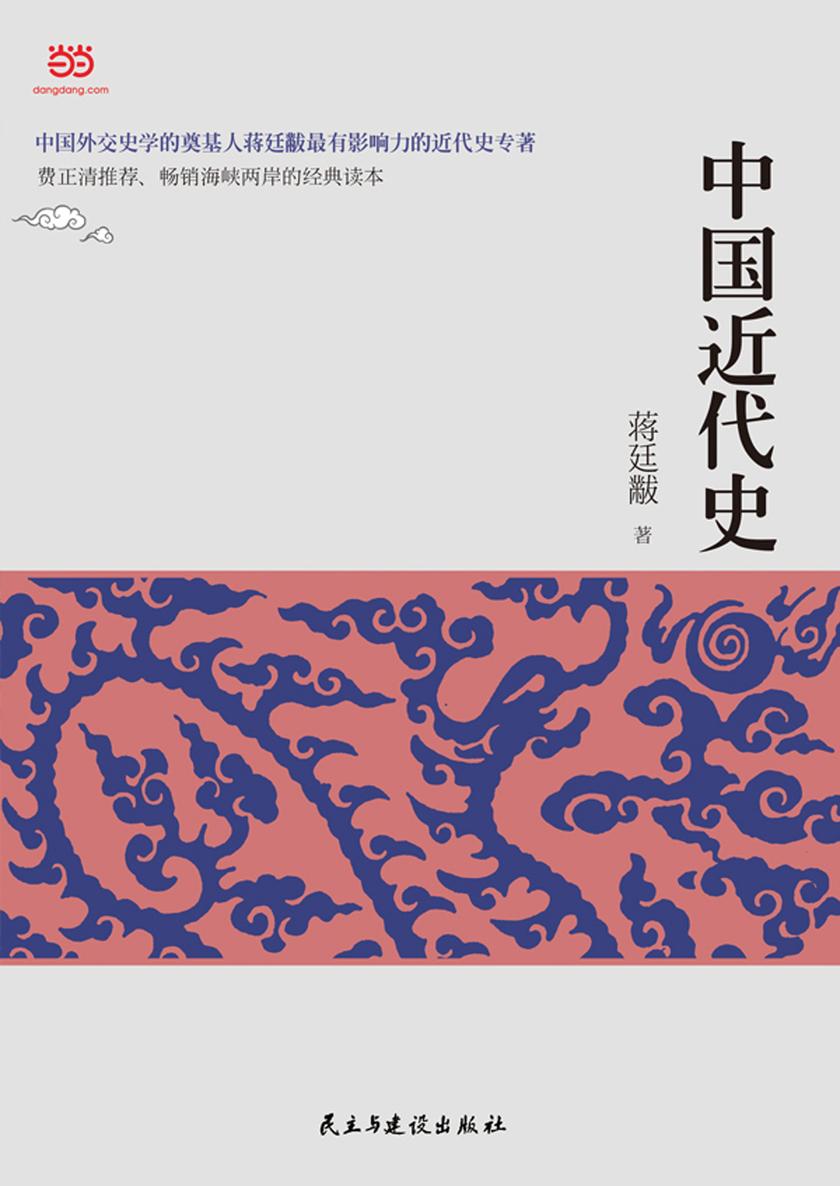 当当
dangdang.com
中国外交史学的奠基人蒋廷黻最有影响力的近代史专著
费正清推荐、畅销海峡两岸的经典读本
中国近代史
蒋廷黻 著
民主与建设出版社